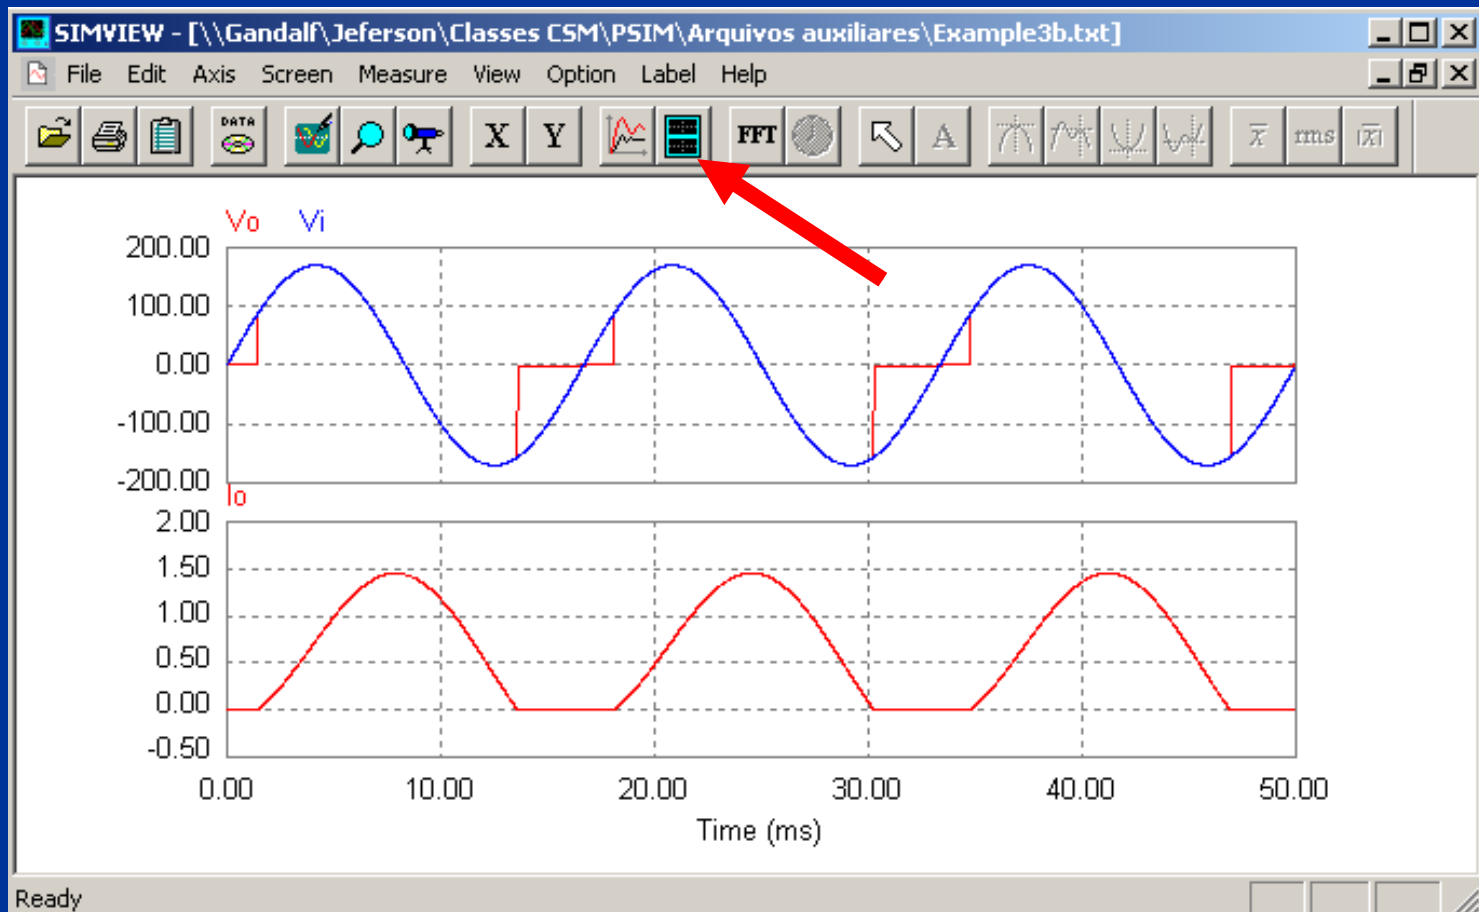 SIMVIEW - [\\Gandalf\Jeferson\Classes CSM\PSIM\Arquivos auxiliares\Example3b.txt]
File Edit Axis Screen Measure View Option Label Help
DATA X Y FFT A x rms |x|
Vo Vi
200.00
100.00
0.00
-100.00
-200.00
Io
2.00
1.50
1.00
0.50
0.00
-0.50
0.00 10.00 20.00 30.00 40.00 50.00
Time (ms)
Ready